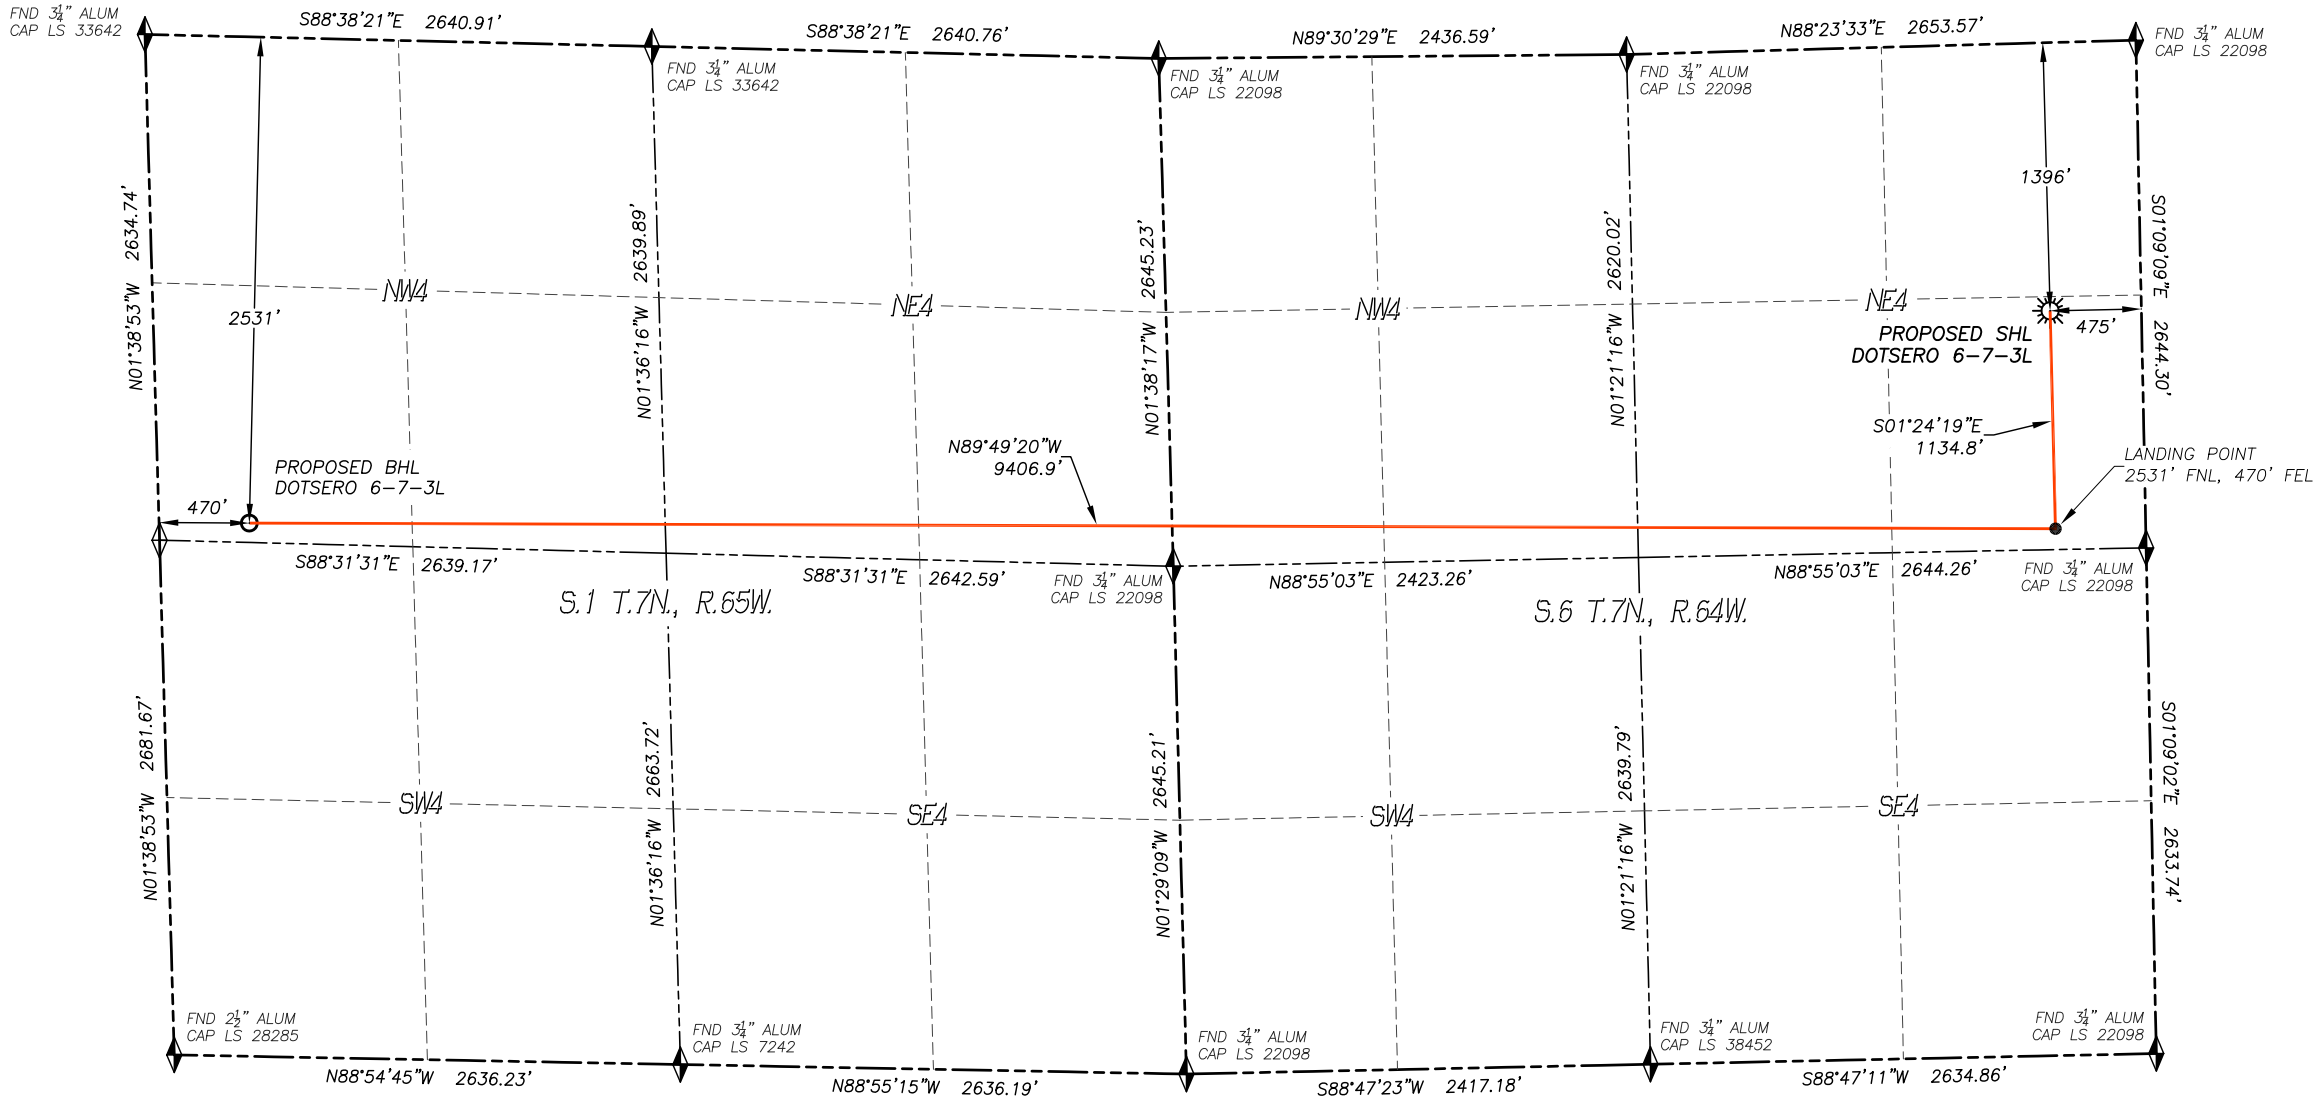 FND 3¼" ALUM
CAP LS 33642
S88°38'21"E 2640.91'
FND 3¼" ALUM
CAP LS 33642
S88°38'21"E 2640.76'
FND 3¼" ALUM
CAP LS 22098
N89°30'29"E 2436.59'
FND 3¼" ALUM
CAP LS 22098
N88°23'33"E 2653.57'
FND 3¼" ALUM
CAP LS 22098
N01°38'53"W 2634.74'
2531'
NW4
N01°36'16"W 2639.89'
NE4
N01°38'17"W 2645.23'
NW4
N01°21'16"W 2620.02'
NE4
1396'
S01°09'09"E 2644.30'
475'
PROPOSED SHL
DOTSERO 6-7-3L
S01°24'19"E
1134.8'
LANDING POINT
2531' FNL, 470' FEL
N89°49'20"W
9406.9'
PROPOSED BHL
DOTSERO 6-7-3L
470'
S88°31'31"E 2639.17'
S88°31'31"E 2642.59'
FND 3¼" ALUM
CAP LS 22098
N88°55'03"E 2423.26'
N88°55'03"E 2644.26'
FND 3¼" ALUM
CAP LS 22098
S.1 T.7N., R.65W.
S.6 T.7N., R.64W.
N01°38'53"W 2681.67'
SW4
N01°36'16"W 2663.72'
SE4
N01°29'09"W 2645.21'
SW4
N01°21'16"W 2639.79'
SE4
S01°09'02"E 2633.74'
FND 2½" ALUM
CAP LS 28285
FND 3¼" ALUM
CAP LS 7242
FND 3¼" ALUM
CAP LS 22098
FND 3¼" ALUM
CAP LS 38452
FND 3¼" ALUM
CAP LS 22098
N88°54'45"W 2636.23'
N88°55'15"W 2636.19'
S88°47'23"W 2417.18'
S88°47'11"W 2634.86'